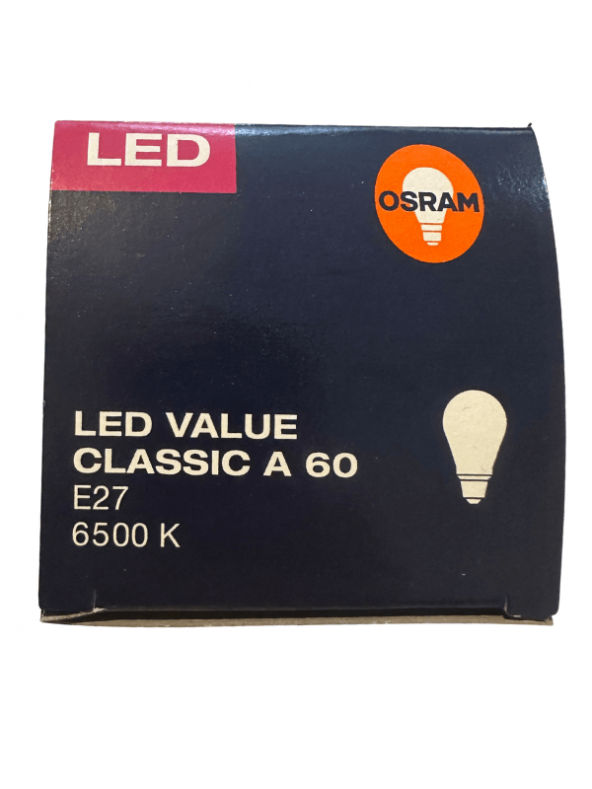 LED
OSRAM
LED VALUE
CLASSIC A 60
E27
6500 K